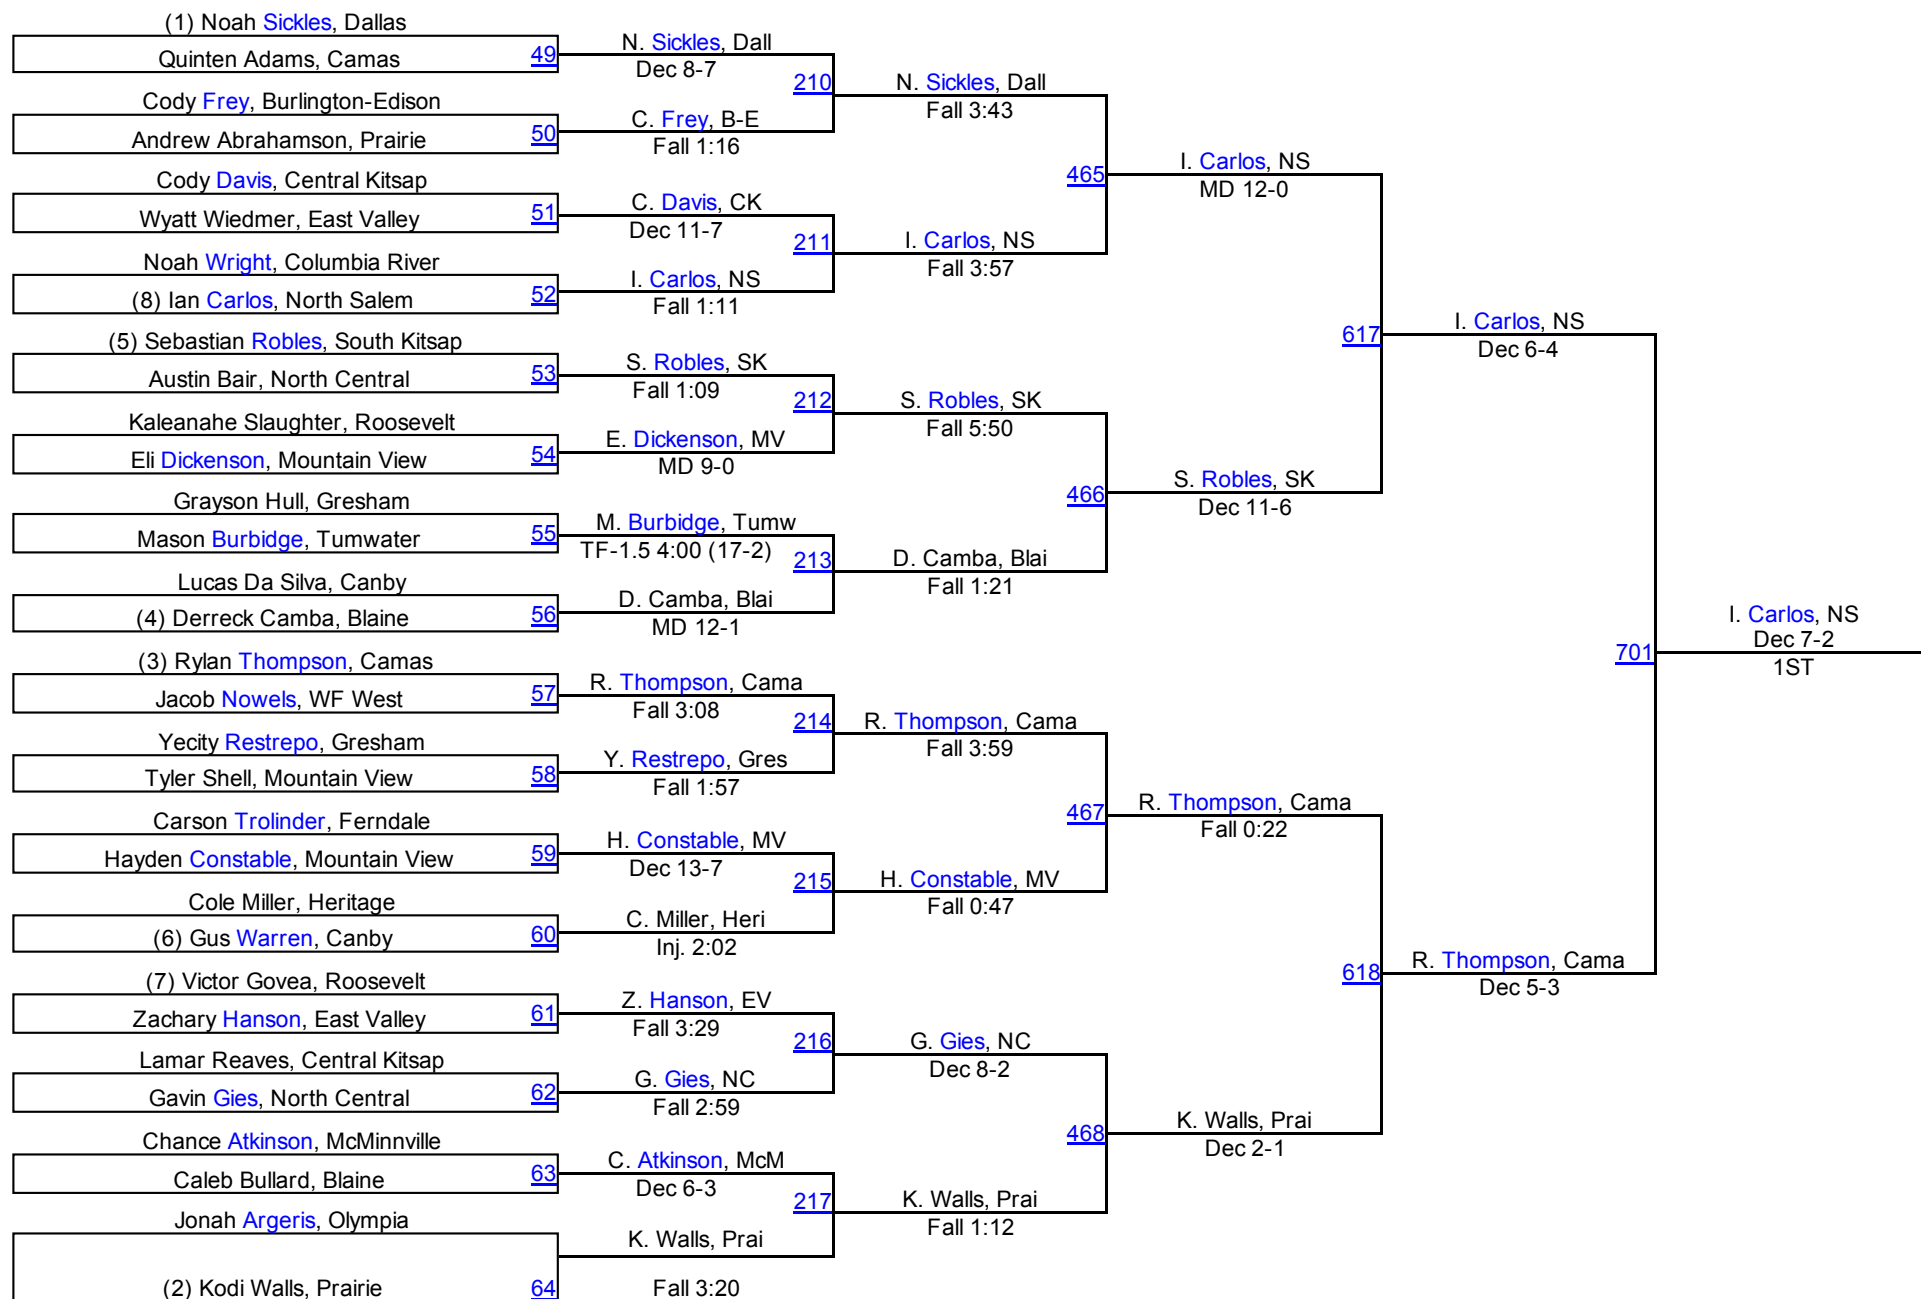 (1) Noah Sickles, Dallas
Quinten Adams, Camas
49
Cody Frey, Burlington-Edison
Andrew Abrahamson, Prairie
50
Cody Davis, Central Kitsap
Wyatt Wiedmer, East Valley
51
Noah Wright, Columbia River
(8) Ian Carlos, North Salem
52
(5) Sebastian Robles, South Kitsap
Austin Bair, North Central
53
Kaleanahe Slaughter, Roosevelt
Eli Dickenson, Mountain View
54
Grayson Hull, Gresham
Mason Burbidge, Tumwater
55
Lucas Da Silva, Canby
(4) Derreck Camba, Blaine
56
(3) Rylan Thompson, Camas
Jacob Nowels, WF West
57
Yecity Restrepo, Gresham
Tyler Shell, Mountain View
58
Carson Trolinder, Ferndale
Hayden Constable, Mountain View
59
Cole Miller, Heritage
(6) Gus Warren, Canby
60
(7) Victor Govea, Roosevelt
Zachary Hanson, East Valley
61
Lamar Reaves, Central Kitsap
Gavin Gies, North Central
62
Chance Atkinson, McMinnville
Caleb Bullard, Blaine
63
Jonah Argeris, Olympia
(2) Kodi Walls, Prairie
64
N. Sickles, Dall
Dec 8-7
210
C. Frey, B-E
Fall 1:16
C. Davis, CK
Dec 11-7
211
I. Carlos, NS
Fall 1:11
S. Robles, SK
Fall 1:09
212
E. Dickenson, MV
MD 9-0
M. Burbidge, Tumw
TF-1.5 4:00 (17-2)
213
D. Camba, Blai
MD 12-1
R. Thompson, Cama
Fall 3:08
214
Y. Restrepo, Gres
Fall 1:57
H. Constable, MV
Dec 13-7
215
C. Miller, Heri
Inj. 2:02
Z. Hanson, EV
Fall 3:29
216
G. Gies, NC
Fall 2:59
C. Atkinson, McM
Dec 6-3
217
K. Walls, Prai
Fall 3:20
N. Sickles, Dall
Fall 3:43
465
I. Carlos, NS
Fall 3:57
S. Robles, SK
Fall 5:50
466
D. Camba, Blai
Fall 1:21
R. Thompson, Cama
Fall 3:59
467
H. Constable, MV
Fall 0:47
G. Gies, NC
Dec 8-2
468
K. Walls, Prai
Fall 1:12
I. Carlos, NS
MD 12-0
617
S. Robles, SK
Dec 11-6
R. Thompson, Cama
Fall 0:22
618
K. Walls, Prai
Dec 2-1
I. Carlos, NS
Dec 6-4
701
R. Thompson, Cama
Dec 5-3
I. Carlos, NS
Dec 7-2
1ST